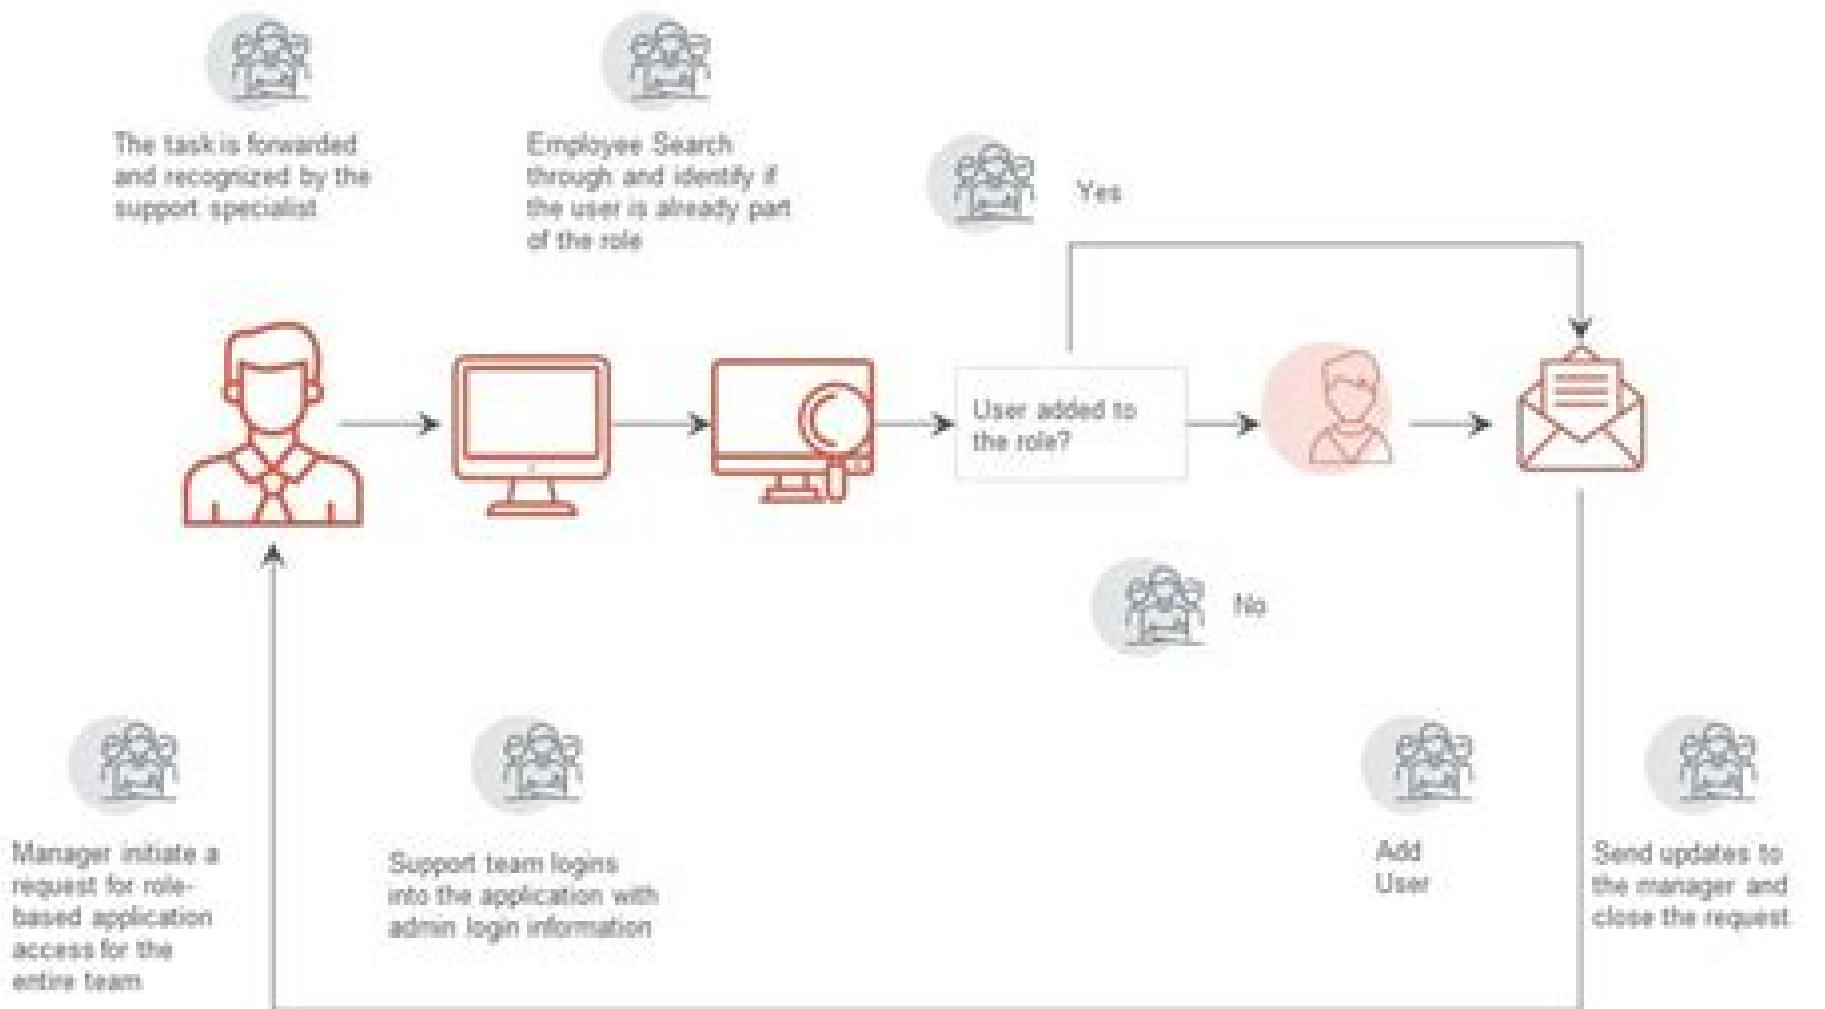 The task is forwarded
and recognized by the
support specialist
Employee Search
through and identify if
the user is already part
of the role
Yes
User added to
the role?
No
Manager initiate a
request for role-
based application
access for the
entire team
Support team logins
into the application with
admin login information
Add
User
Send updates to
the manager and
close the request